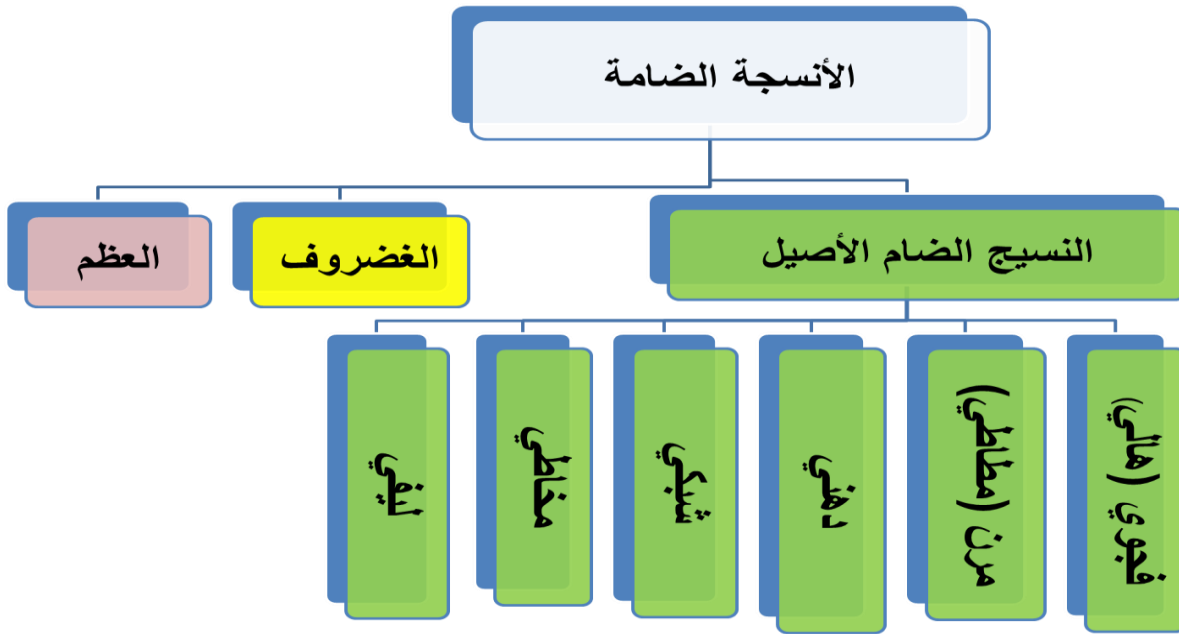 الأنسجة الضامة
النسيج الضام الأصيل
الغضروف
العظم
فجوي (هالي)
مرن (مطاطي)
دهني
شبكي
مخاطي
ليفي